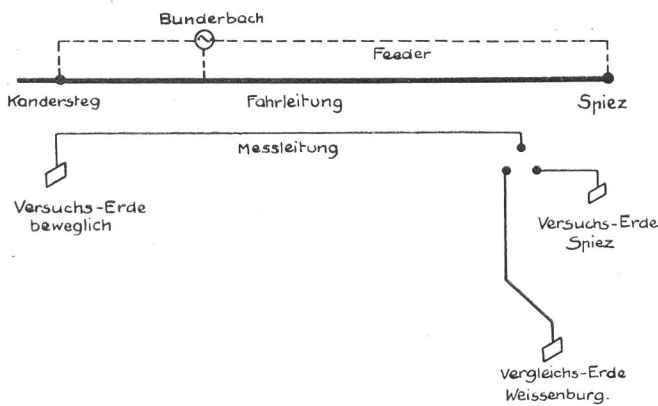 Bunderbach
Feeder
Kandersteg
Fahrleitung
Spiez
Messleitung
Versuchs-Erde
beweglich
Versuchs-Erde
Spiez
Vergleichs-Erde
Weissenburg.